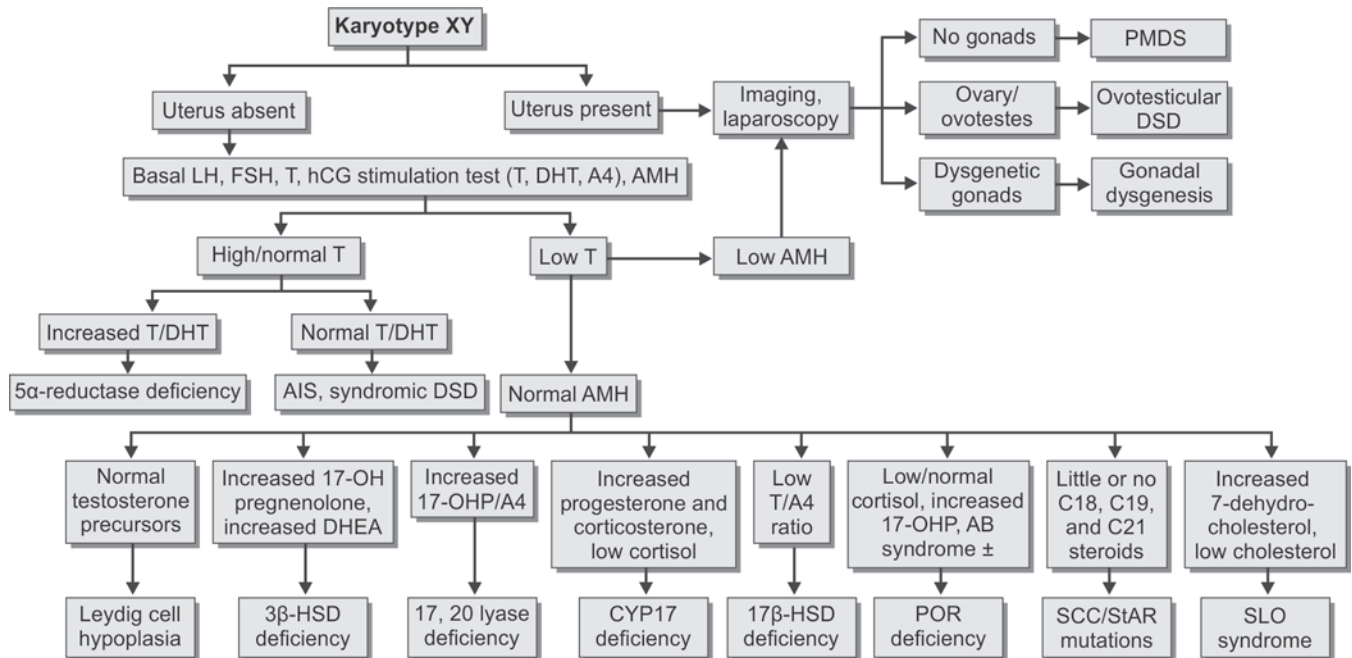 Karyotype XY
Uterus absent
Uterus present
Imaging,
laparoscopy
No gonads
PMDS
Ovary/
ovotestes
Ovotesticular
DSD
Dysgenetic
gonads
Gonadal
dysgenesis
Basal LH, FSH, T, hCG stimulation test (T, DHT, A4), AMH
High/normal T
Low T
Low AMH
Increased T/DHT
Normal T/DHT
5α-reductase deficiency
AIS, syndromic DSD
Normal AMH
Normal
testosterone
precursors
Increased 17-OH
pregnenolone,
increased DHEA
Increased
17-OHP/A4
Increased
progesterone and
corticosterone,
low cortisol
Low
T/A4
ratio
Low/normal
cortisol, increased
17-OHP, AB
syndrome ±
Little or no
C18, C19,
and C21
steroids
Increased
7-dehydro-
cholesterol,
low cholesterol
Leydig cell
hypoplasia
3β-HSD
deficiency
17, 20 lyase
deficiency
CYP17
deficiency
17β-HSD
deficiency
POR
deficiency
SCC/StAR
mutations
SLO
syndrome